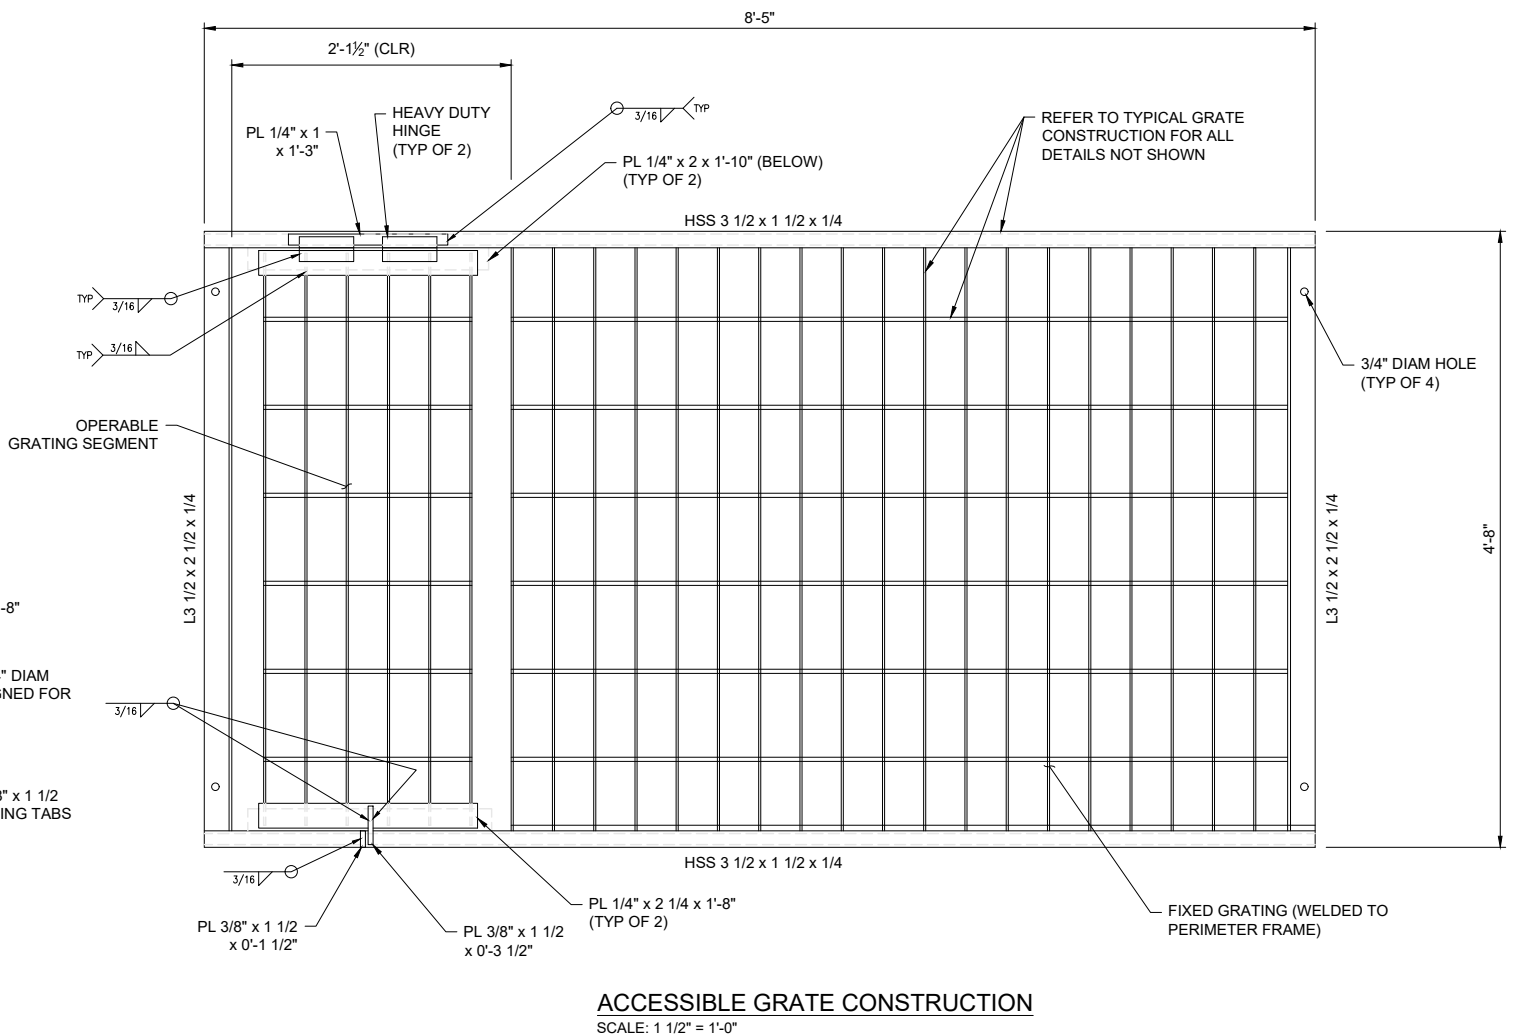 8'-5"
2'-1½" (CLR)
HEAVY DUTY
HINGE
(TYP OF 2)
PL 1/4" x 1
x 1'-3"
3/16
TYP
PL 1/4" x 2 x 1'-10" (BELOW)
(TYP OF 2)
REFER TO TYPICAL GRATE
CONSTRUCTION FOR ALL
DETAILS NOT SHOWN
HSS 3 1/2 x 1 1/2 x 1/4
TYP
3/16
TYP
3/16
3/4" DIAM HOLE
(TYP OF 4)
OPERABLE
GRATING SEGMENT
L3 1/2 x 2 1/2 x 1/4
L3 1/2 x 2 1/2 x 1/4
4'-8"
-8"
" DIAM
GNED FOR
3/16
8" x 1 1/2
ING TABS
HSS 3 1/2 x 1 1/2 x 1/4
3/16
PL 3/8" x 1 1/2
x 0'-1 1/2"
PL 3/8" x 1 1/2
x 0'-3 1/2"
PL 1/4" x 2 1/4 x 1'-8"
(TYP OF 2)
FIXED GRATING (WELDED TO
PERIMETER FRAME)
ACCESSIBLE GRATE CONSTRUCTION
SCALE: 1 1/2" = 1'-0"